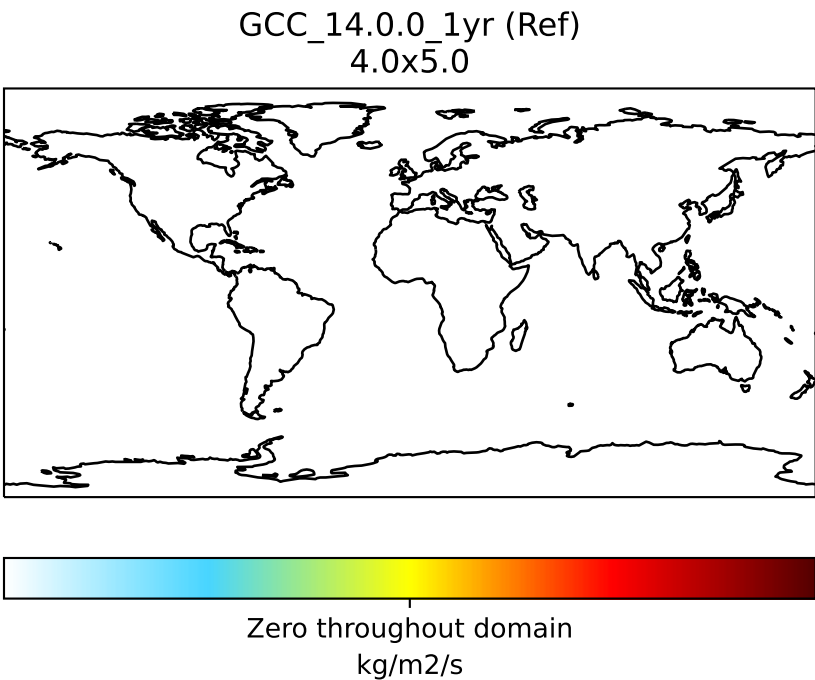 GCC_14.0.0_1yr (Ref)
4.0x5.0
Zero throughout domain
kg/m2/s